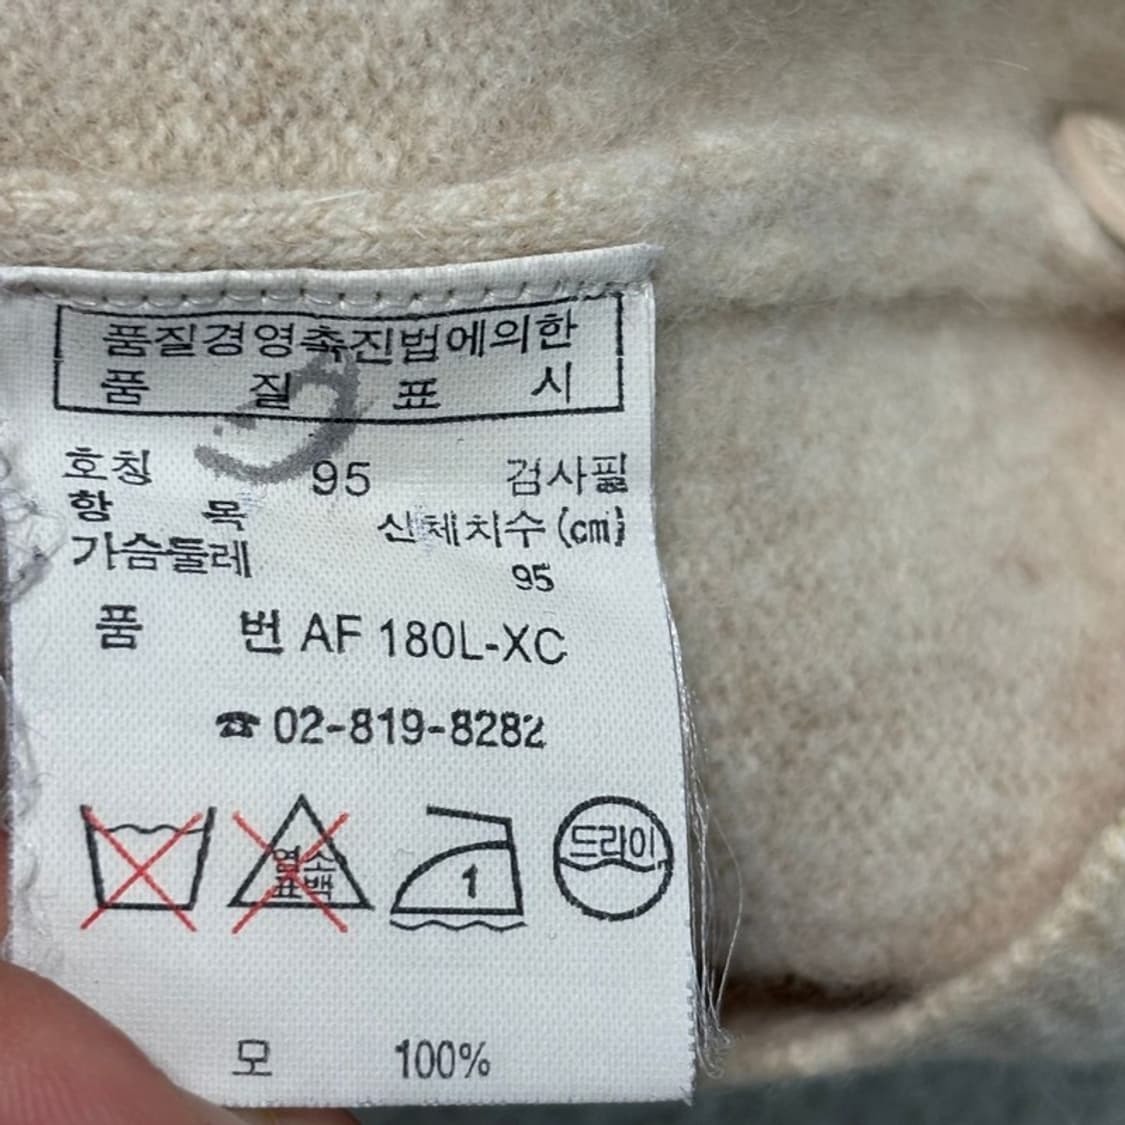 품질경영촉진법에의한
품 질 표 시
호칭 95 검사필
항 목 신체치수(cm)
가슴둘레 95
품 번 AF 180L-XC
☎ 02-819-8282
염소
표백
1
드라이
모 100%